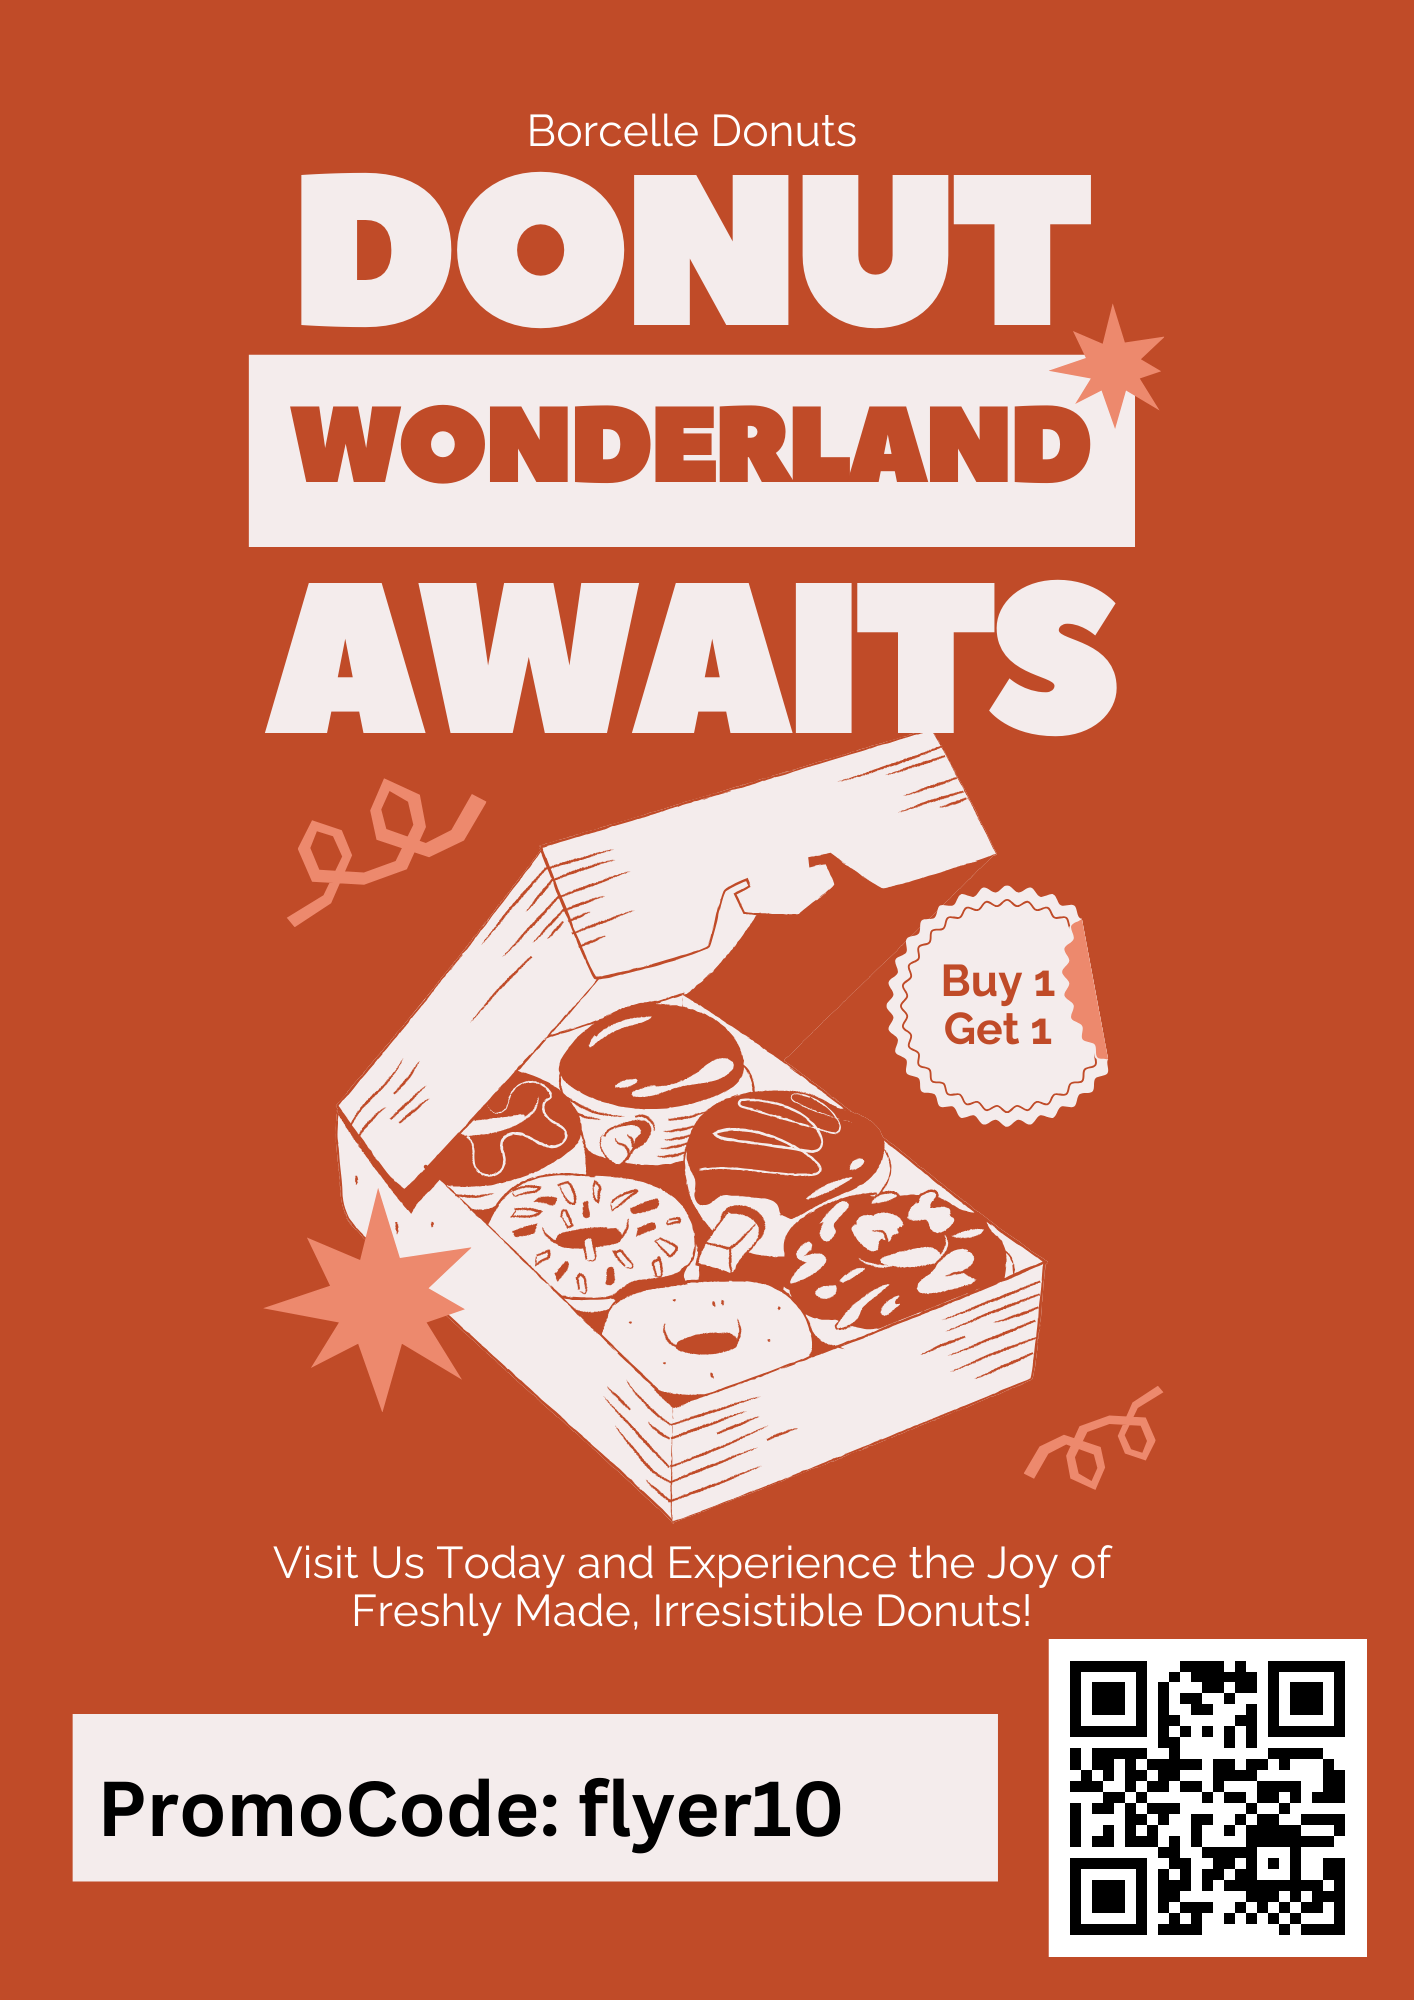 Borcelle Donuts
DONUT
WONDERLAND
AWAITS
Buy 1
Get 1
Visit Us Today and Experience the Joy of
Freshly Made, Irresistible Donuts!
PromoCode: flyer10